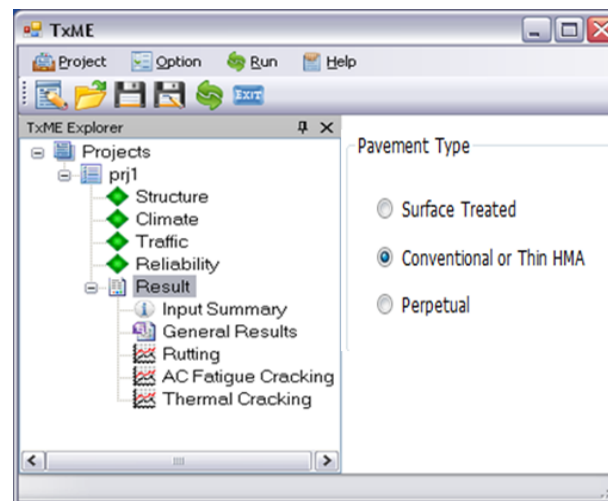 TxME
Project Option Run Help
EXIT
TxME Explorer
Projects
prj1
Structure
Climate
Traffic
Reliability
Result
Input Summary
General Results
Rutting
AC Fatigue Cracking
Thermal Cracking
Pavement Type
Surface Treated
Conventional or Thin HMA
Perpetual